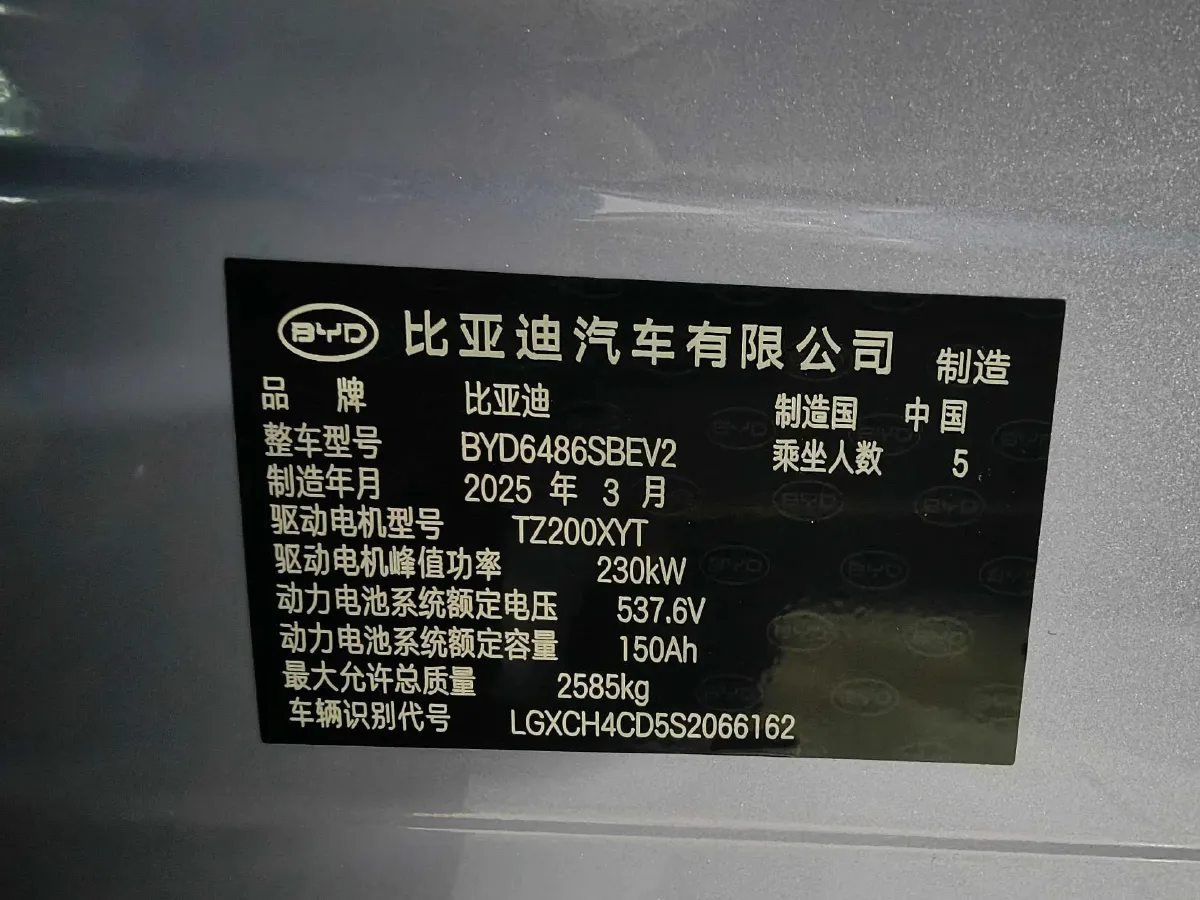 BYD 比亚迪汽车有限公司 制造
品 牌 比亚迪 制造国 中国
整车型号 BYD6486SBEV2 乘坐人数 5
制造年月 2025 年 3 月
驱动电机型号 TZ200XYT
驱动电机峰值功率 230kW
动力电池系统额定电压 537.6V
动力电池系统额定容量 150Ah
最大允许总质量 2585kg
车辆识别代号 LGXCH4CD5S2066162